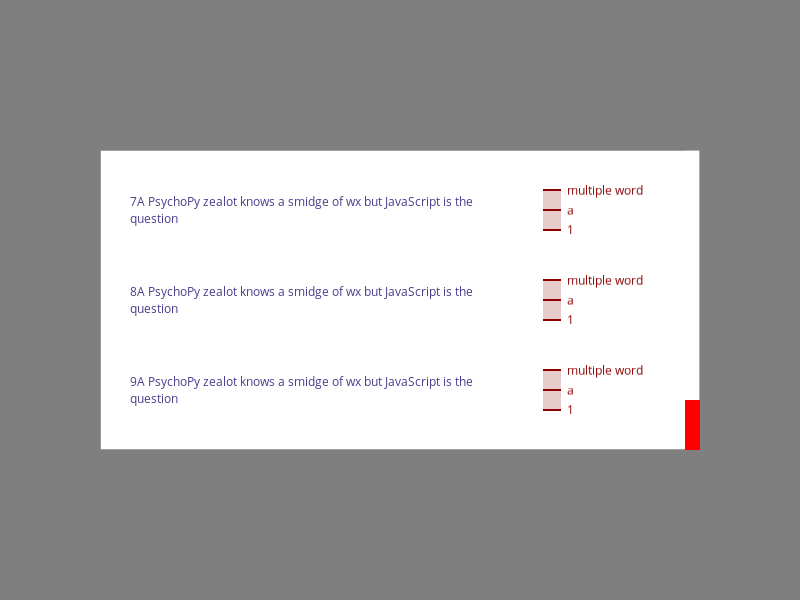 7A PsychoPy zealot knows a smidge of wx but JavaScript is the
question
multiple word
a
1
8A PsychoPy zealot knows a smidge of wx but JavaScript is the
question
multiple word
a
1
9A PsychoPy zealot knows a smidge of wx but JavaScript is the
question
multiple word
a
1